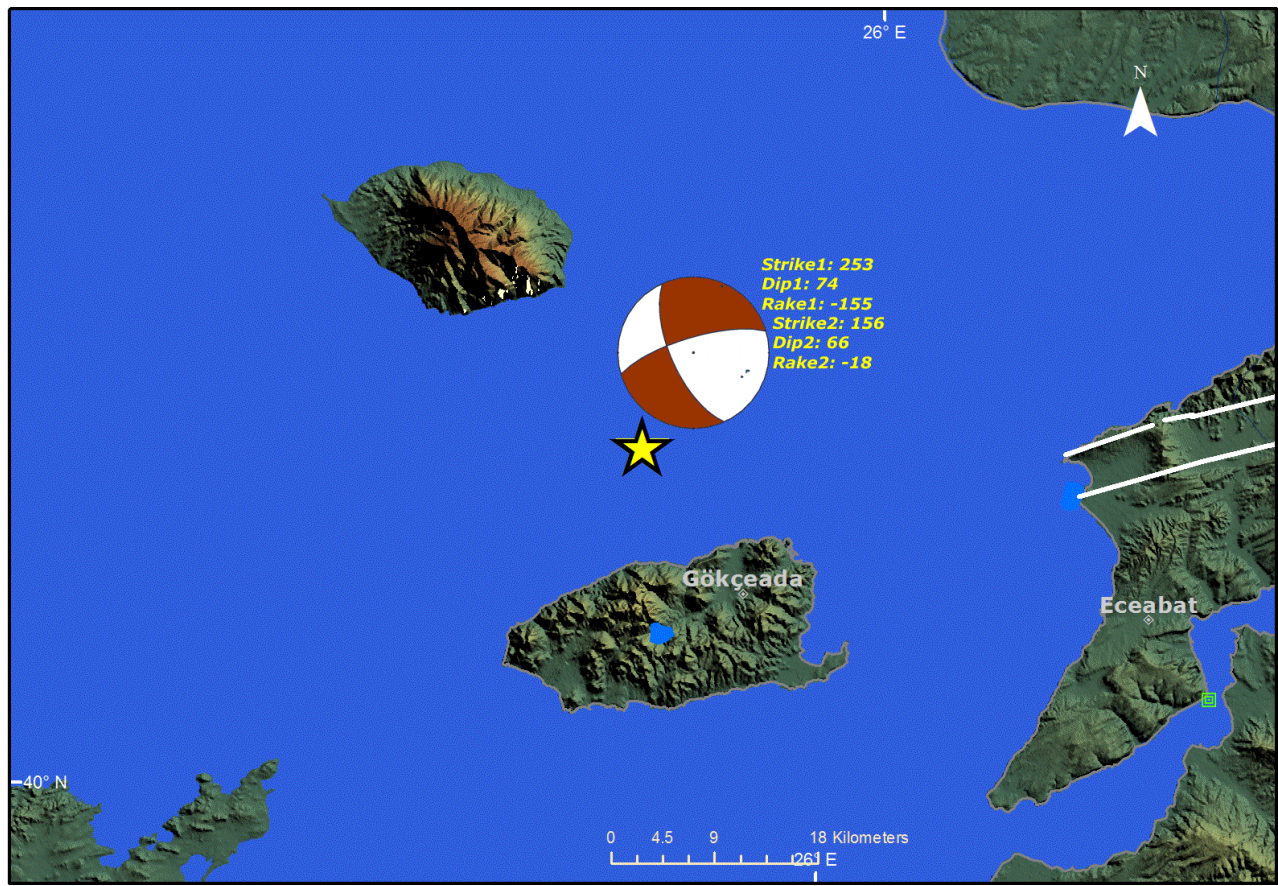 26° E
N
Strike1: 253
Dip1: 74
Rake1: -155
Strike2: 156
Dip2: 66
Rake2: -18
Gökçeada
Eceabat
40° N
0 4.5 9 18 Kilometers
26° E